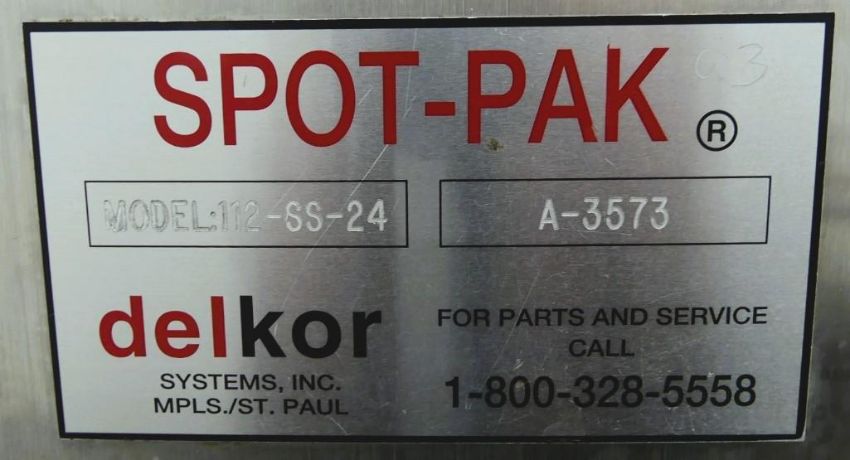 SPOT-PAK ®
MODEL:112-SS-24
A-3573
delkor
SYSTEMS, INC.
MPLS./ST. PAUL
FOR PARTS AND SERVICE
CALL
1-800-328-5558